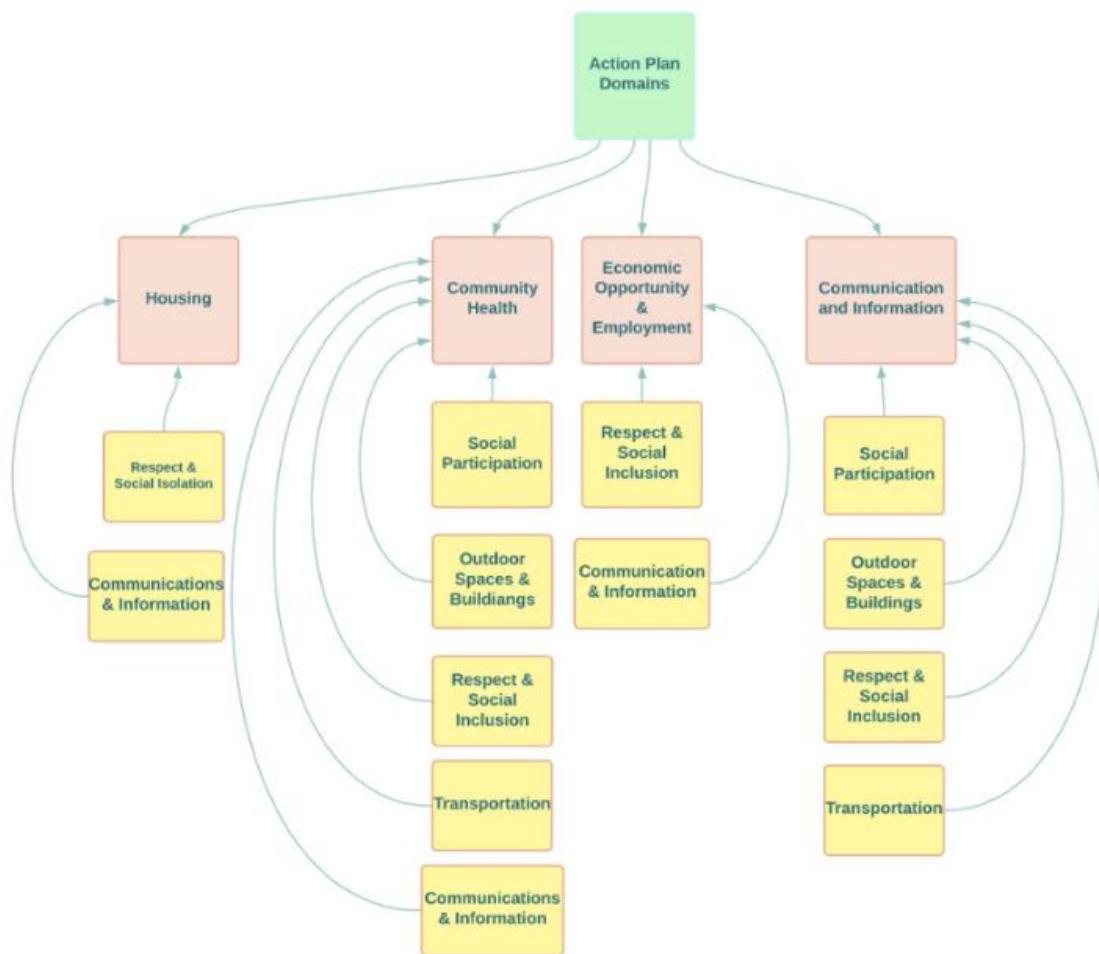 Action Plan
Domains
Housing
Community
Health
Economic
Opportunity
&
Employment
Communication
and Information
Respect &
Social Isolation
Communications
& Information
Social
Participation
Outdoor
Spaces &
Buildiangs
Respect &
Social
Inclusion
Transportation
Communications
& Information
Respect &
Social
Inclusion
Communication
& Information
Social
Participation
Outdoor
Spaces &
Buildings
Respect &
Social
Inclusion
Transportation